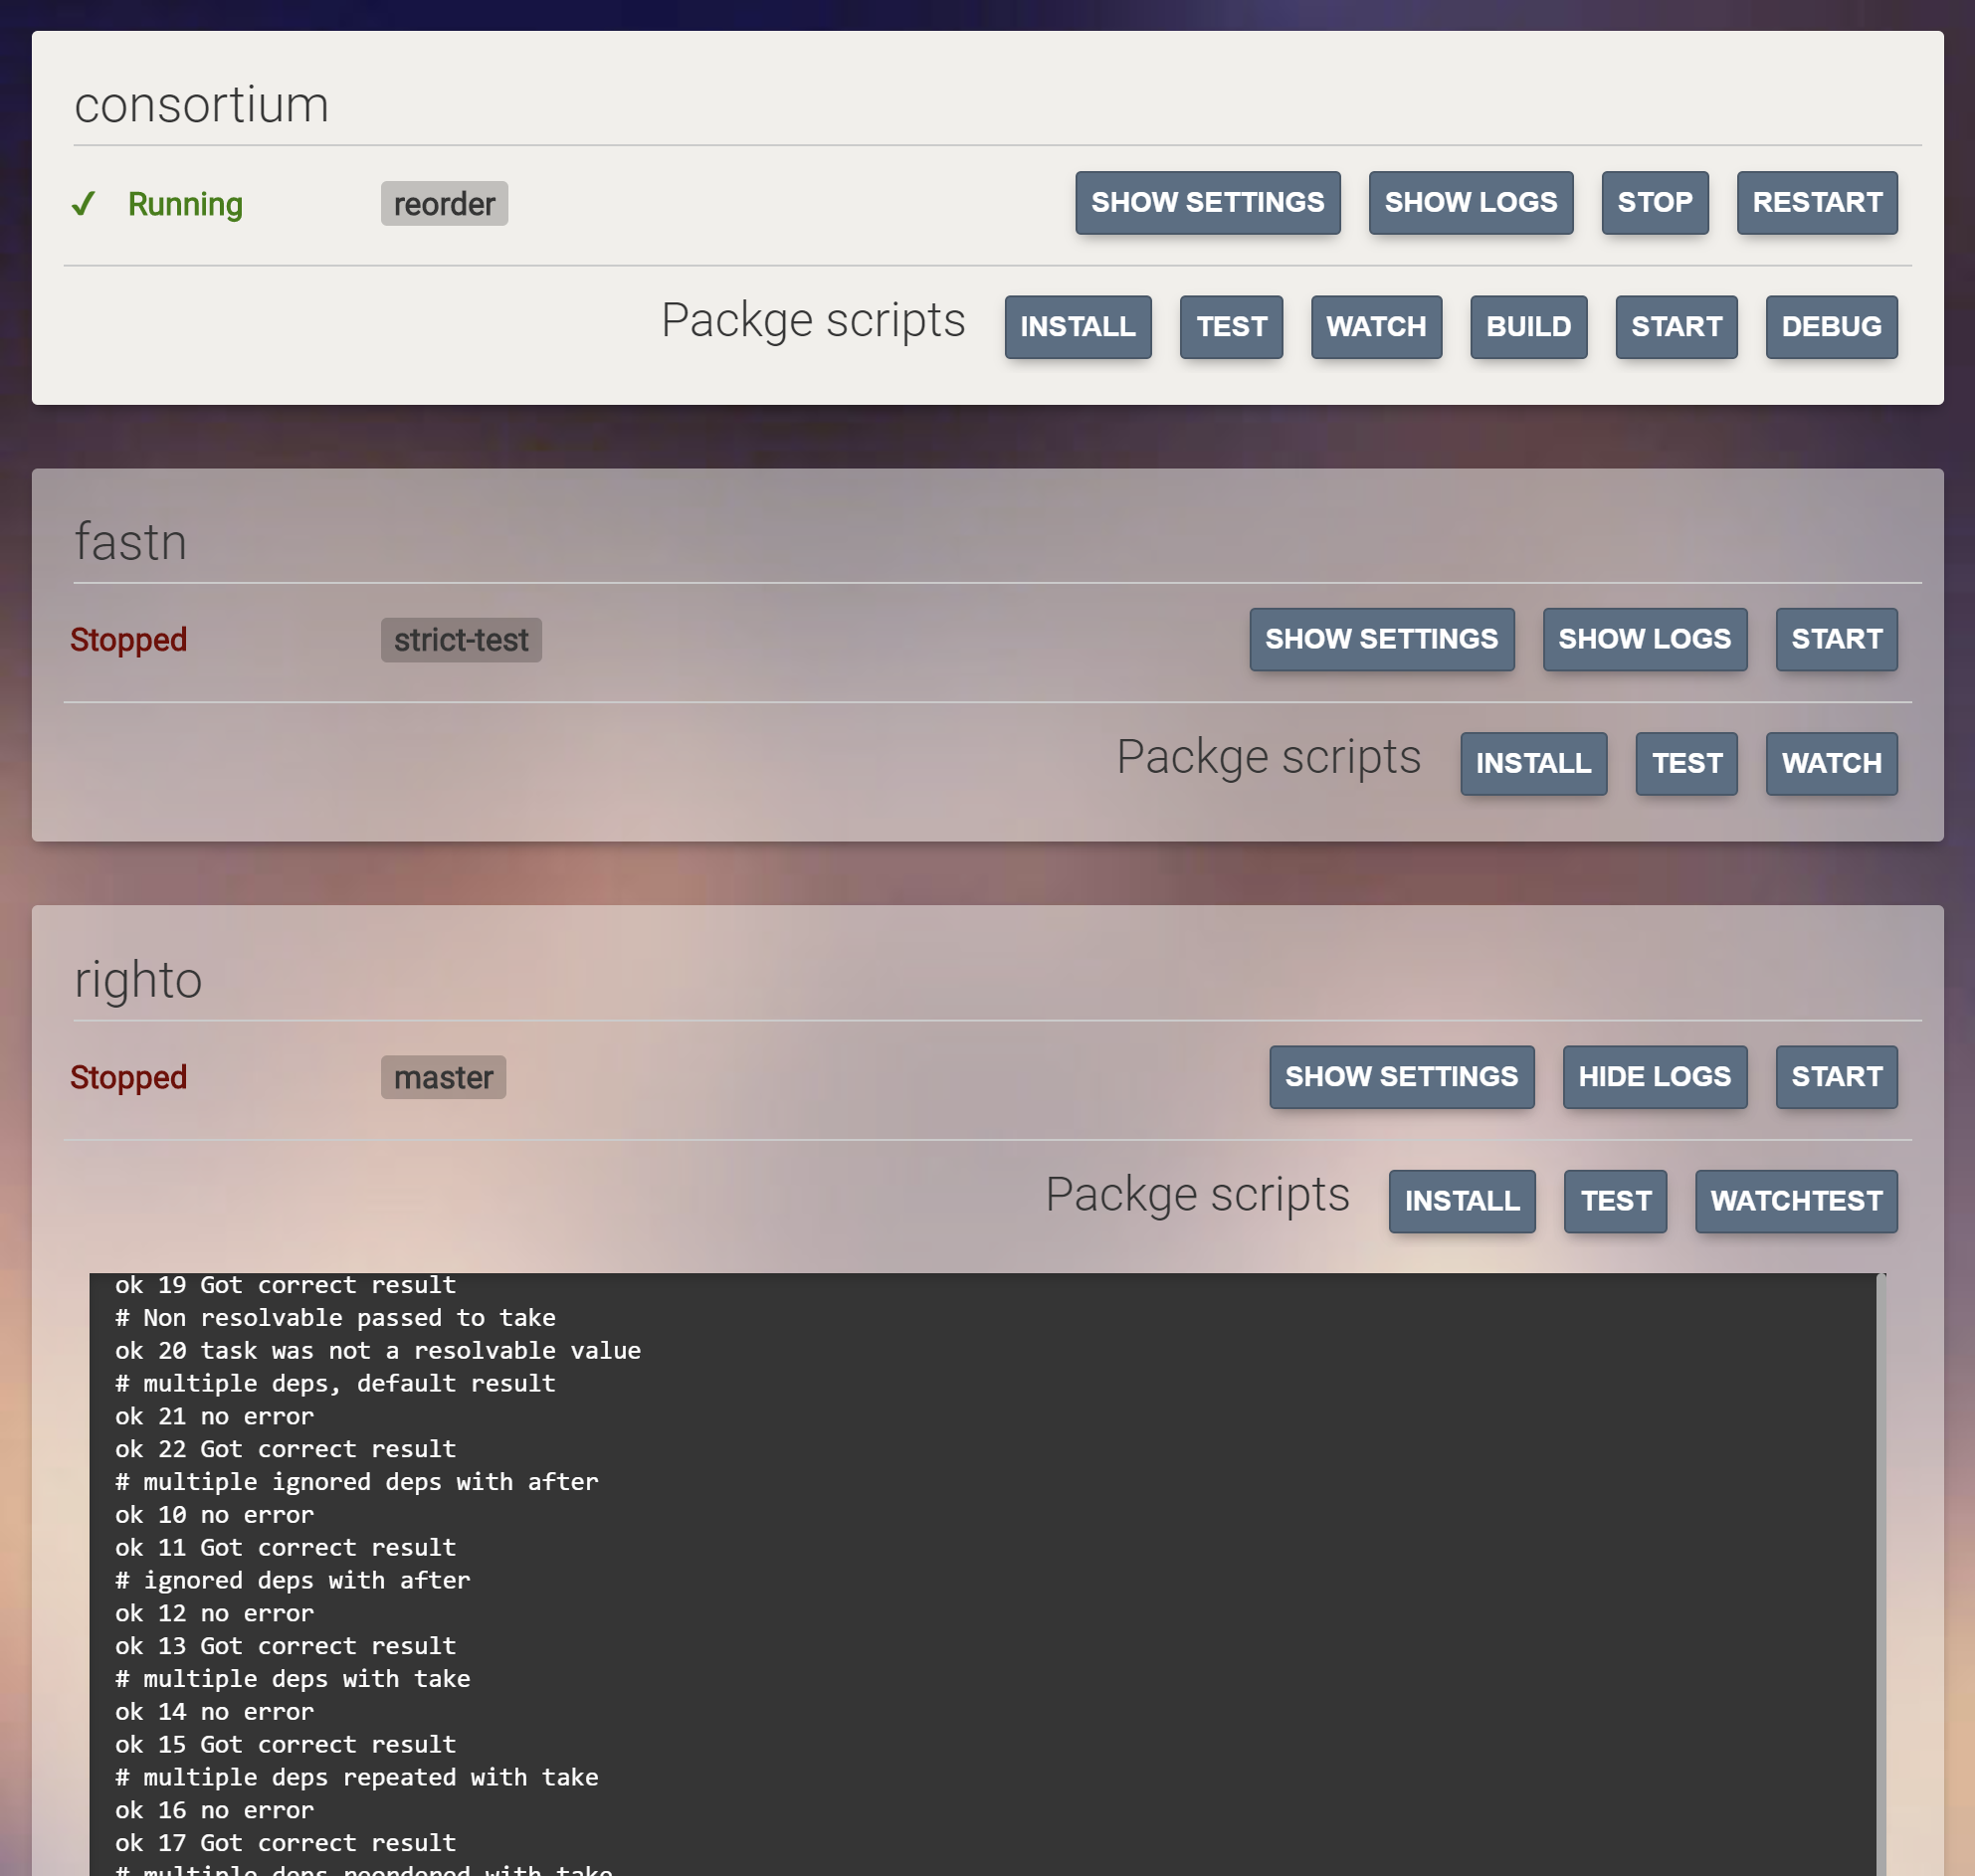 consortium
✓ Running reorder SHOW SETTINGS SHOW LOGS STOP RESTART
Packge scripts INSTALL TEST WATCH BUILD START DEBUG
fastn
Stopped strict-test SHOW SETTINGS SHOW LOGS START
Packge scripts INSTALL TEST WATCH
righto
Stopped master SHOW SETTINGS HIDE LOGS START
Packge scripts INSTALL TEST WATCHTEST
ok 19 Got correct result
# Non resolvable passed to take
ok 20 task was not a resolvable value
# multiple deps, default result
ok 21 no error
ok 22 Got correct result
# multiple ignored deps with after
ok 10 no error
ok 11 Got correct result
# ignored deps with after
ok 12 no error
ok 13 Got correct result
# multiple deps with take
ok 14 no error
ok 15 Got correct result
# multiple deps repeated with take
ok 16 no error
ok 17 Got correct result
# multiple deps reordered with take